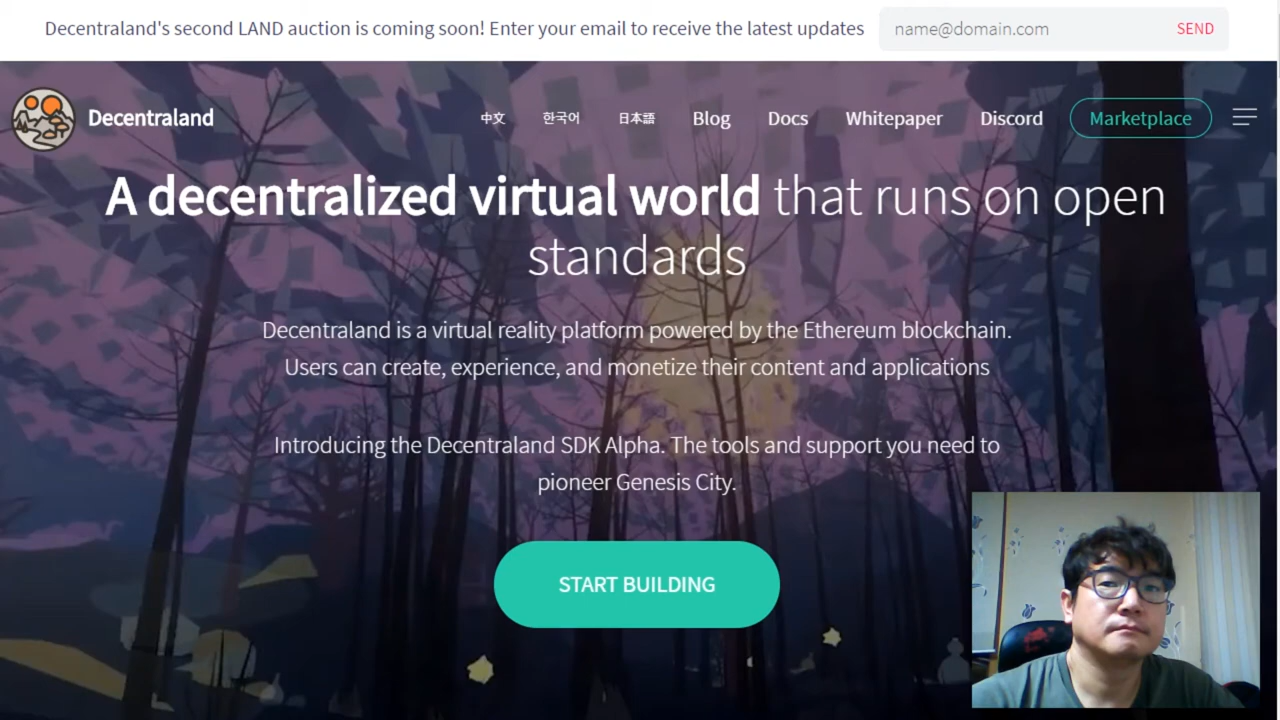 Decentraland's second LAND auction is coming soon! Enter your email to receive the latest updates name@domain.com SEND
Decentraland 中文 한국어 日本語 Blog Docs Whitepaper Discord Marketplace
A decentralized virtual world that runs on open
standards
Decentraland is a virtual reality platform powered by the Ethereum blockchain.
Users can create, experience, and monetize their content and applications
Introducing the Decentraland SDK Alpha. The tools and support you need to
pioneer Genesis City.
START BUILDING